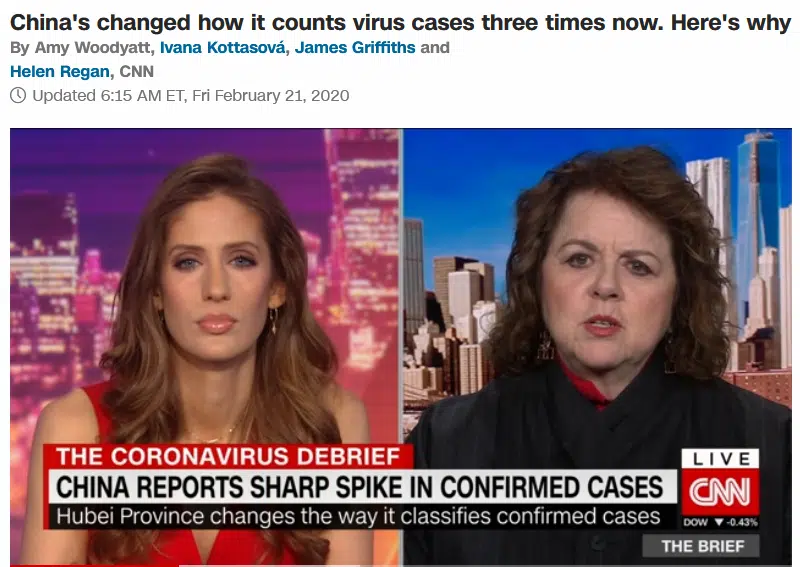 China's changed how it counts virus cases three times now. Here's why
By Amy Woodyatt, Ivana Kottasová, James Griffiths and
Helen Regan, CNN
Updated 6:15 AM ET, Fri February 21, 2020
THE CORONAVIRUS DEBRIEF
CHINA REPORTS SHARP SPIKE IN CONFIRMED CASES
Hubei Province changes the way it classifies confirmed cases
LIVE
CNN
DOW ▼ -0.43%
THE BRIEF